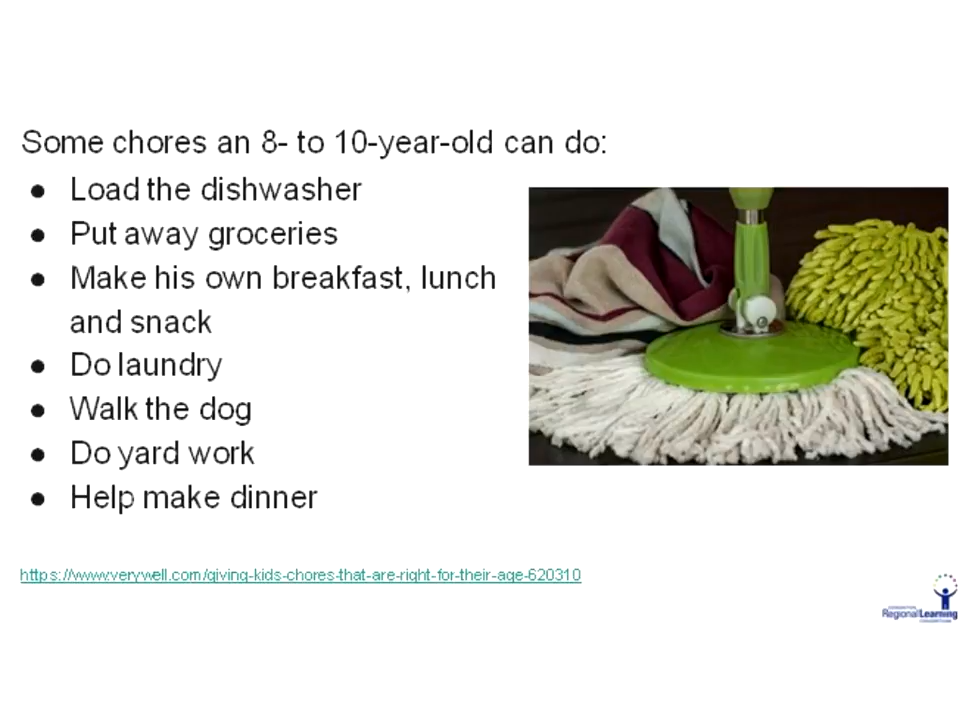 Some chores an 8- to 10-year-old can do:
● Load the dishwasher
● Put away groceries
● Make his own breakfast, lunch
and snack
● Do laundry
● Walk the dog
● Do yard work
● Help make dinner
https://www.verywell.com/giving-kids-chores-that-are-right-for-their-age-620310
Regional Learning